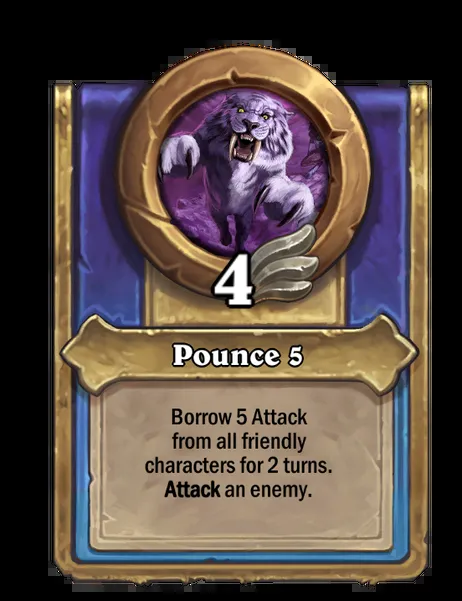 4
Pounce 5
Borrow 5 Attack
from all friendly
characters for 2 turns.
Attack an enemy.